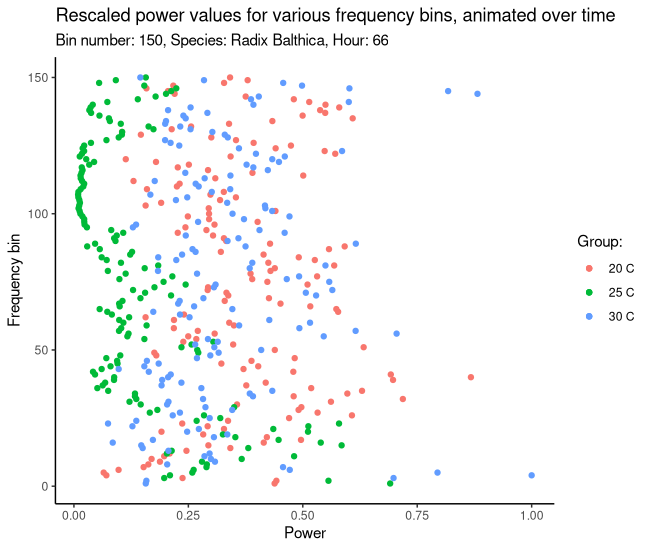 Rescaled power values for various frequency bins, animated over time
Bin number: 150, Species: Radix Balthica, Hour: 66
150
100
50
0
Frequency bin
0.00 0.25 0.50 0.75 1.00
Power
Group:
20 C
25 C
30 C